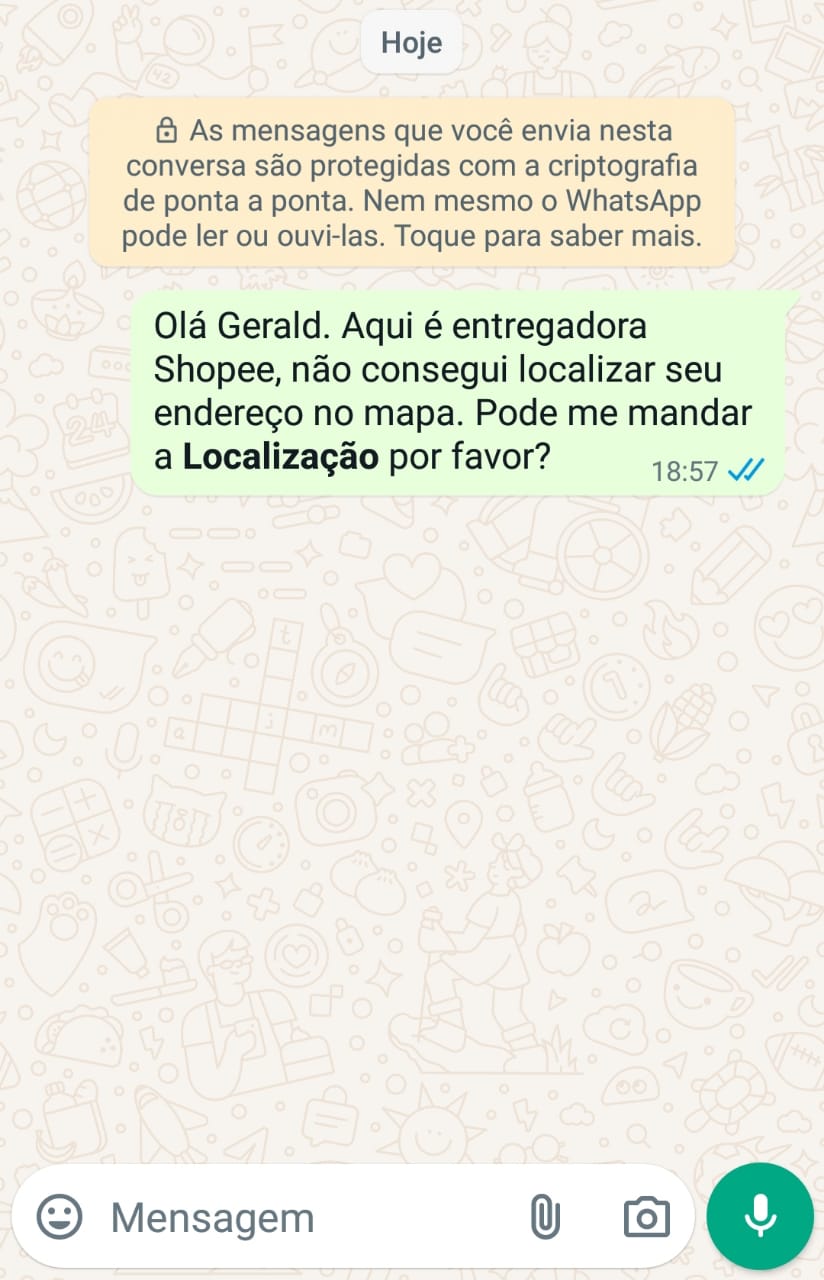 Hoje
As mensagens que você envia nesta
conversa são protegidas com a criptografia
de ponta a ponta. Nem mesmo o WhatsApp
pode ler ou ouvi-las. Toque para saber mais.
Olá Gerald. Aqui é entregadora
Shopee, não consegui localizar seu
endereço no mapa. Pode me mandar
a Localização por favor?
18:57
Mensagem